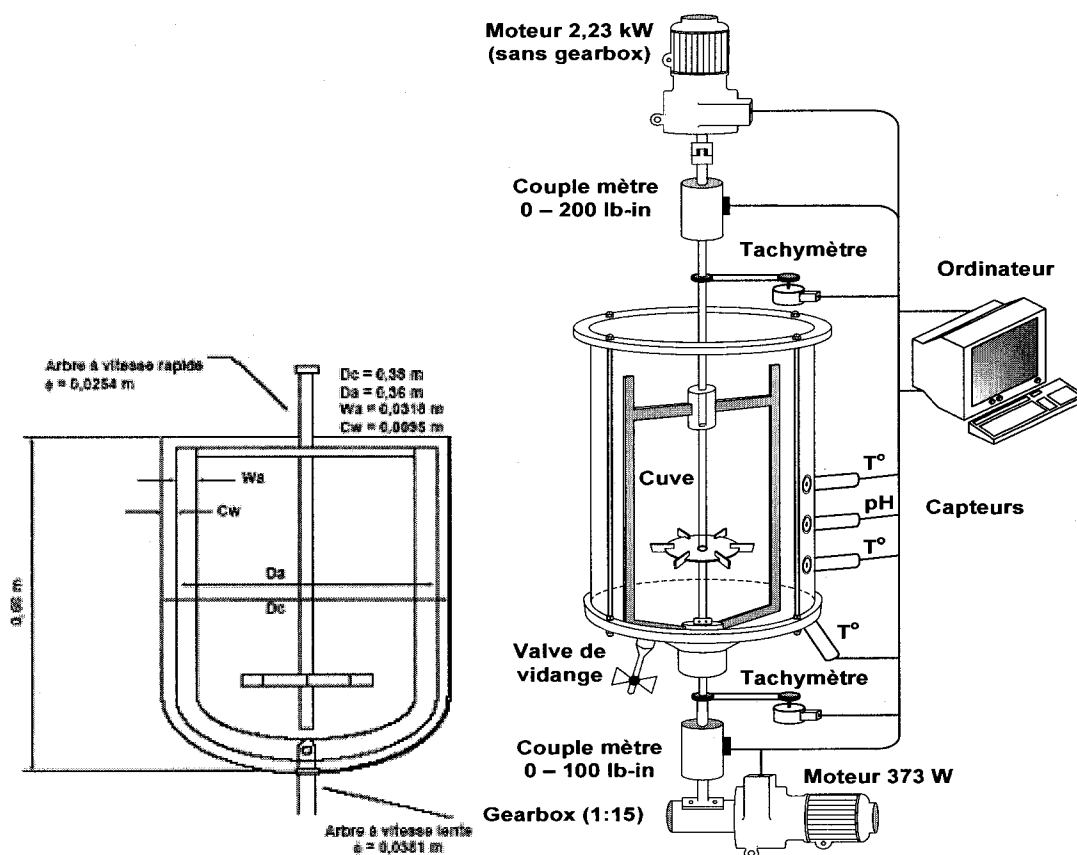 Moteur 2,23 kW
(sans gearbox)
Couple mètre
0 – 200 lb-in
Tachymètre
Ordinateur
Arbre à vitesse rapide
ϕ = 0,0254 m
Dc = 0,38 m
Da = 0,36 m
Wa = 0,0318 m
Cw = 0,0095 m
Wa
Cw
Da
Dc
Cuve
T°
pH
T°
Capteurs
T°
Valve de
vidange
Tachymètre
Couple mètre
0 – 100 lb-in
Moteur 373 W
Gearbox (1:15)
Arbre à vitesse lente
ϕ = 0,0381 m